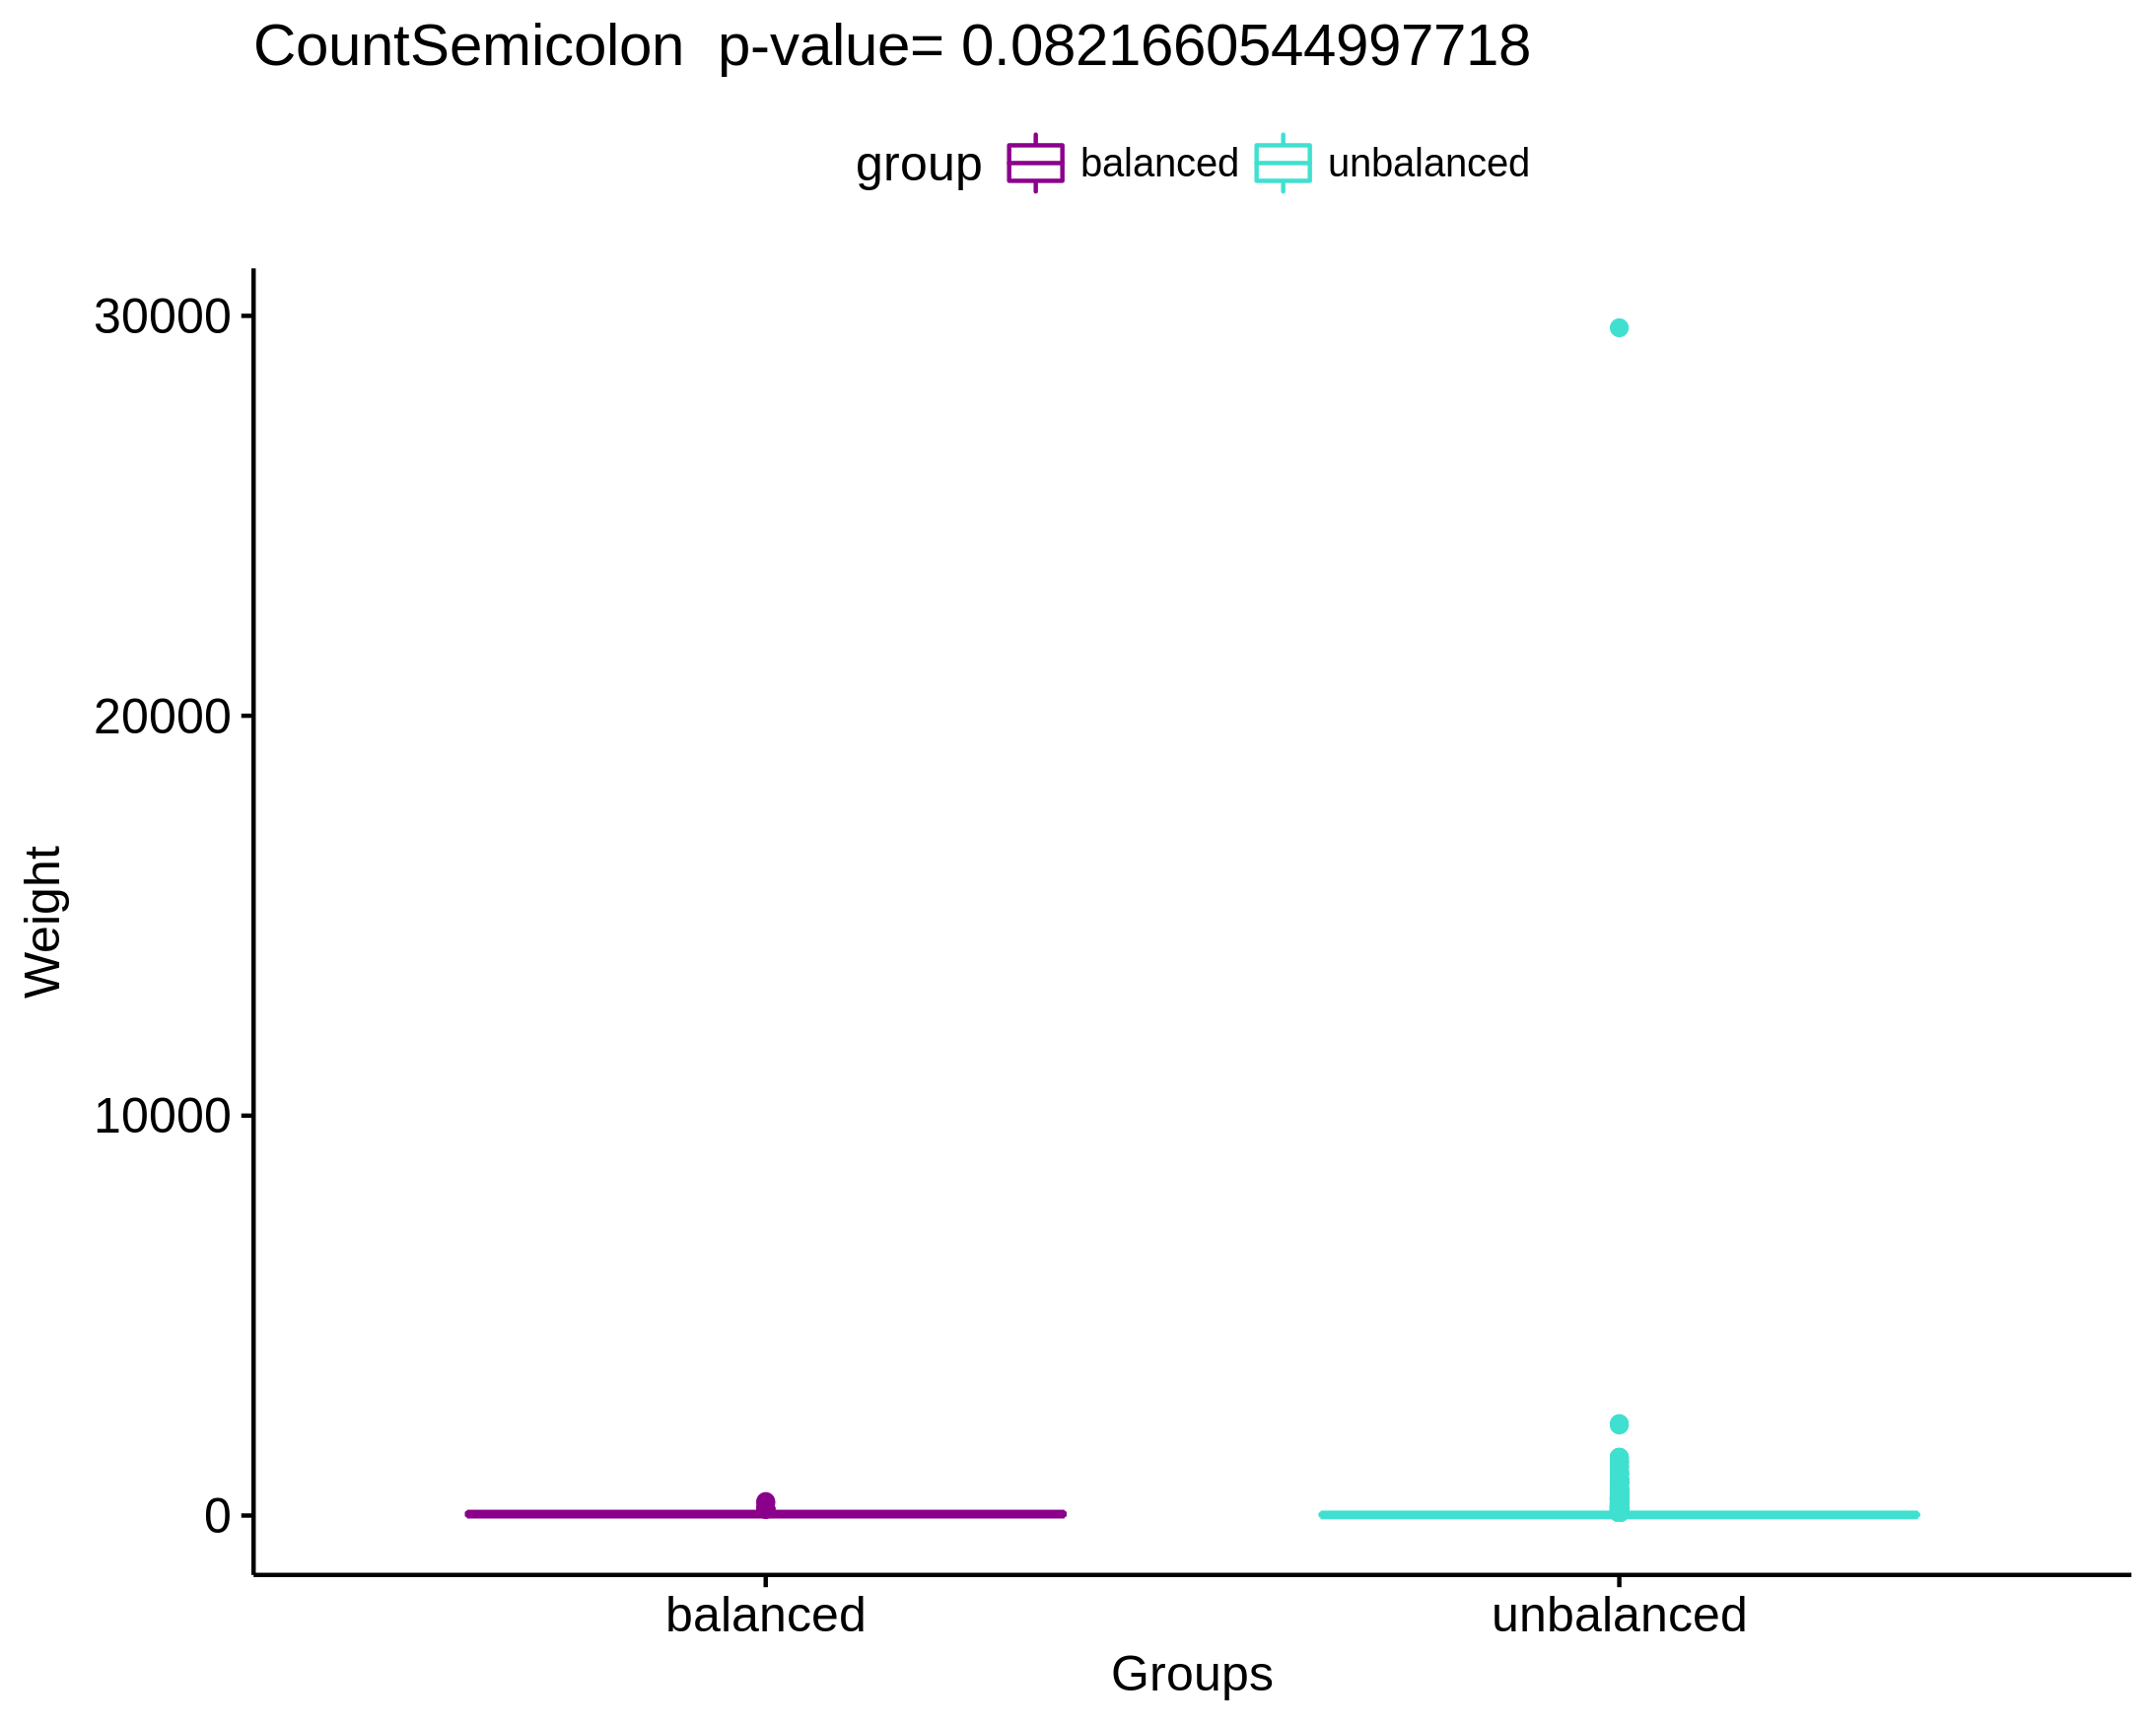 CountSemicolon  p-value= 0.0821660544997718
group balanced unbalanced
30000
20000
10000
0
Weight
balanced unbalanced
Groups